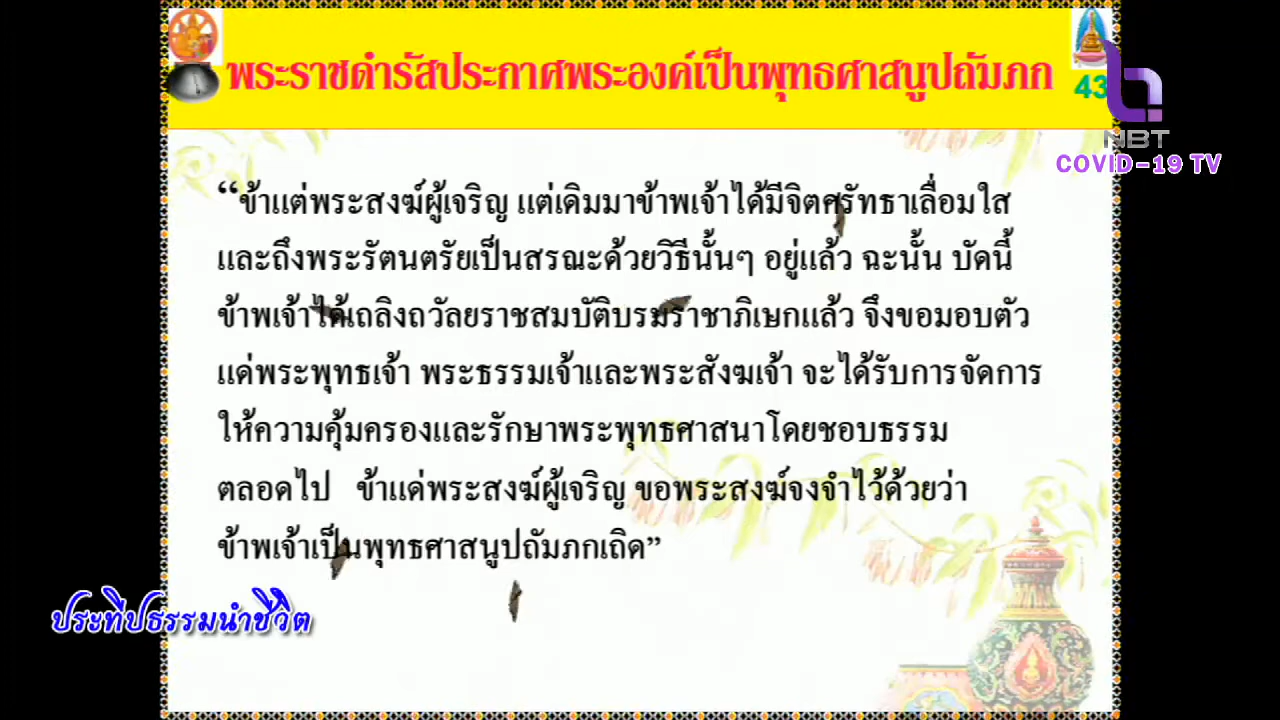 พระราชดำรัสประกาศพระองค์เป็นพุทธศาสนูปถัมภก
43
NBT
COVID-19 TV
“ข้าแต่พระสงฆ์ผู้เจริญ แต่เดิมมาข้าพเจ้าได้มีจิตศรัทธาเลื่อมใส
และถึงพระรัตนตรัยเป็นสรณะด้วยวิธีนั้นๆ อยู่แล้ว ฉะนั้น บัดนี้
ข้าพเจ้าได้เถลิงถวัลยราชสมบัติบรมราชาภิเษกแล้ว จึงขอมอบตัว
แด่พระพุทธเจ้า พระธรรมเจ้าและพระสังฆเจ้า จะได้รับการจัดการ
ให้ความคุ้มครองและรักษาพระพุทธศาสนาโดยชอบธรรม
ตลอดไป ข้าแด่พระสงฆ์ผู้เจริญ ขอพระสงฆ์จงจำไว้ด้วยว่า
ข้าพเจ้าเป็นพุทธศาสนูปถัมภกเถิด”
ประทีปธรรมนำชีวิต